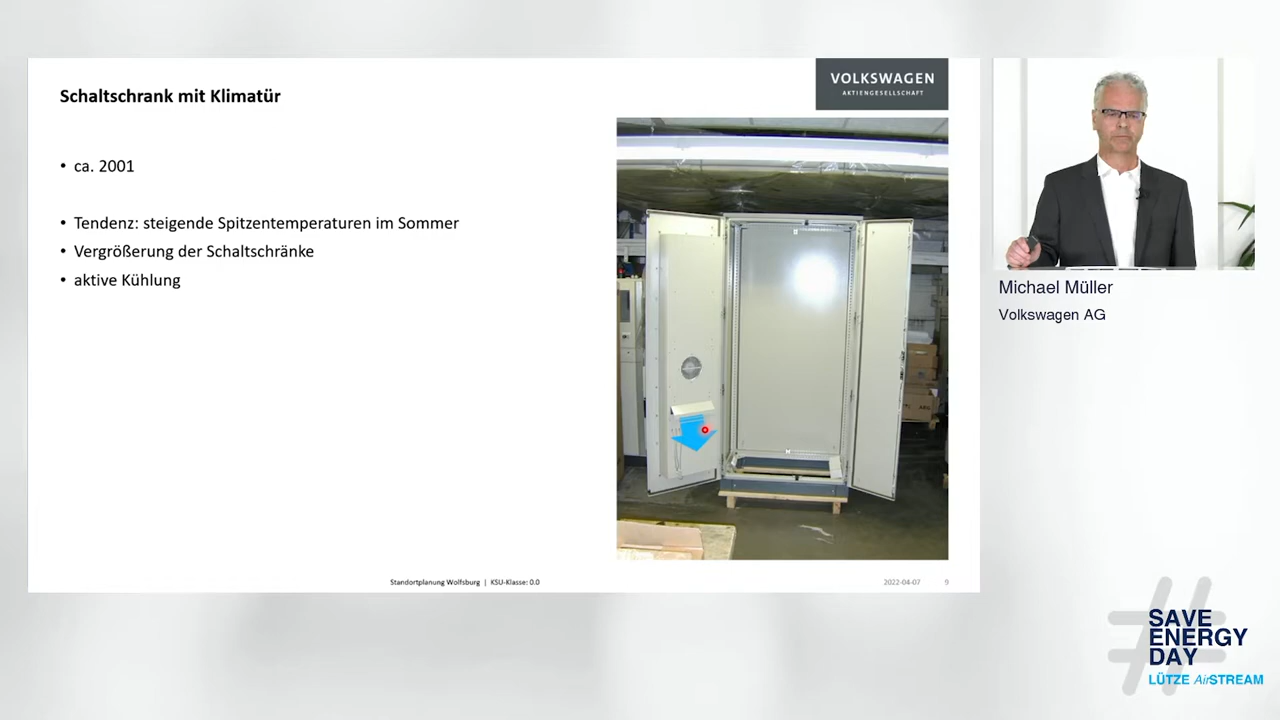 Schaltschrank mit Klimatür
VOLKSWAGEN
AKTIENGESELLSCHAFT
• ca. 2001
• Tendenz: steigende Spitzentemperaturen im Sommer
• Vergrößerung der Schaltschränke
• aktive Kühlung
Standortplanung Wolfsburg | KSU-Klasse: 0.0
2022-04-07 9
Michael Müller
Volkswagen AG
#
SAVE
ENERGY
DAY
LÜTZE AirSTREAM